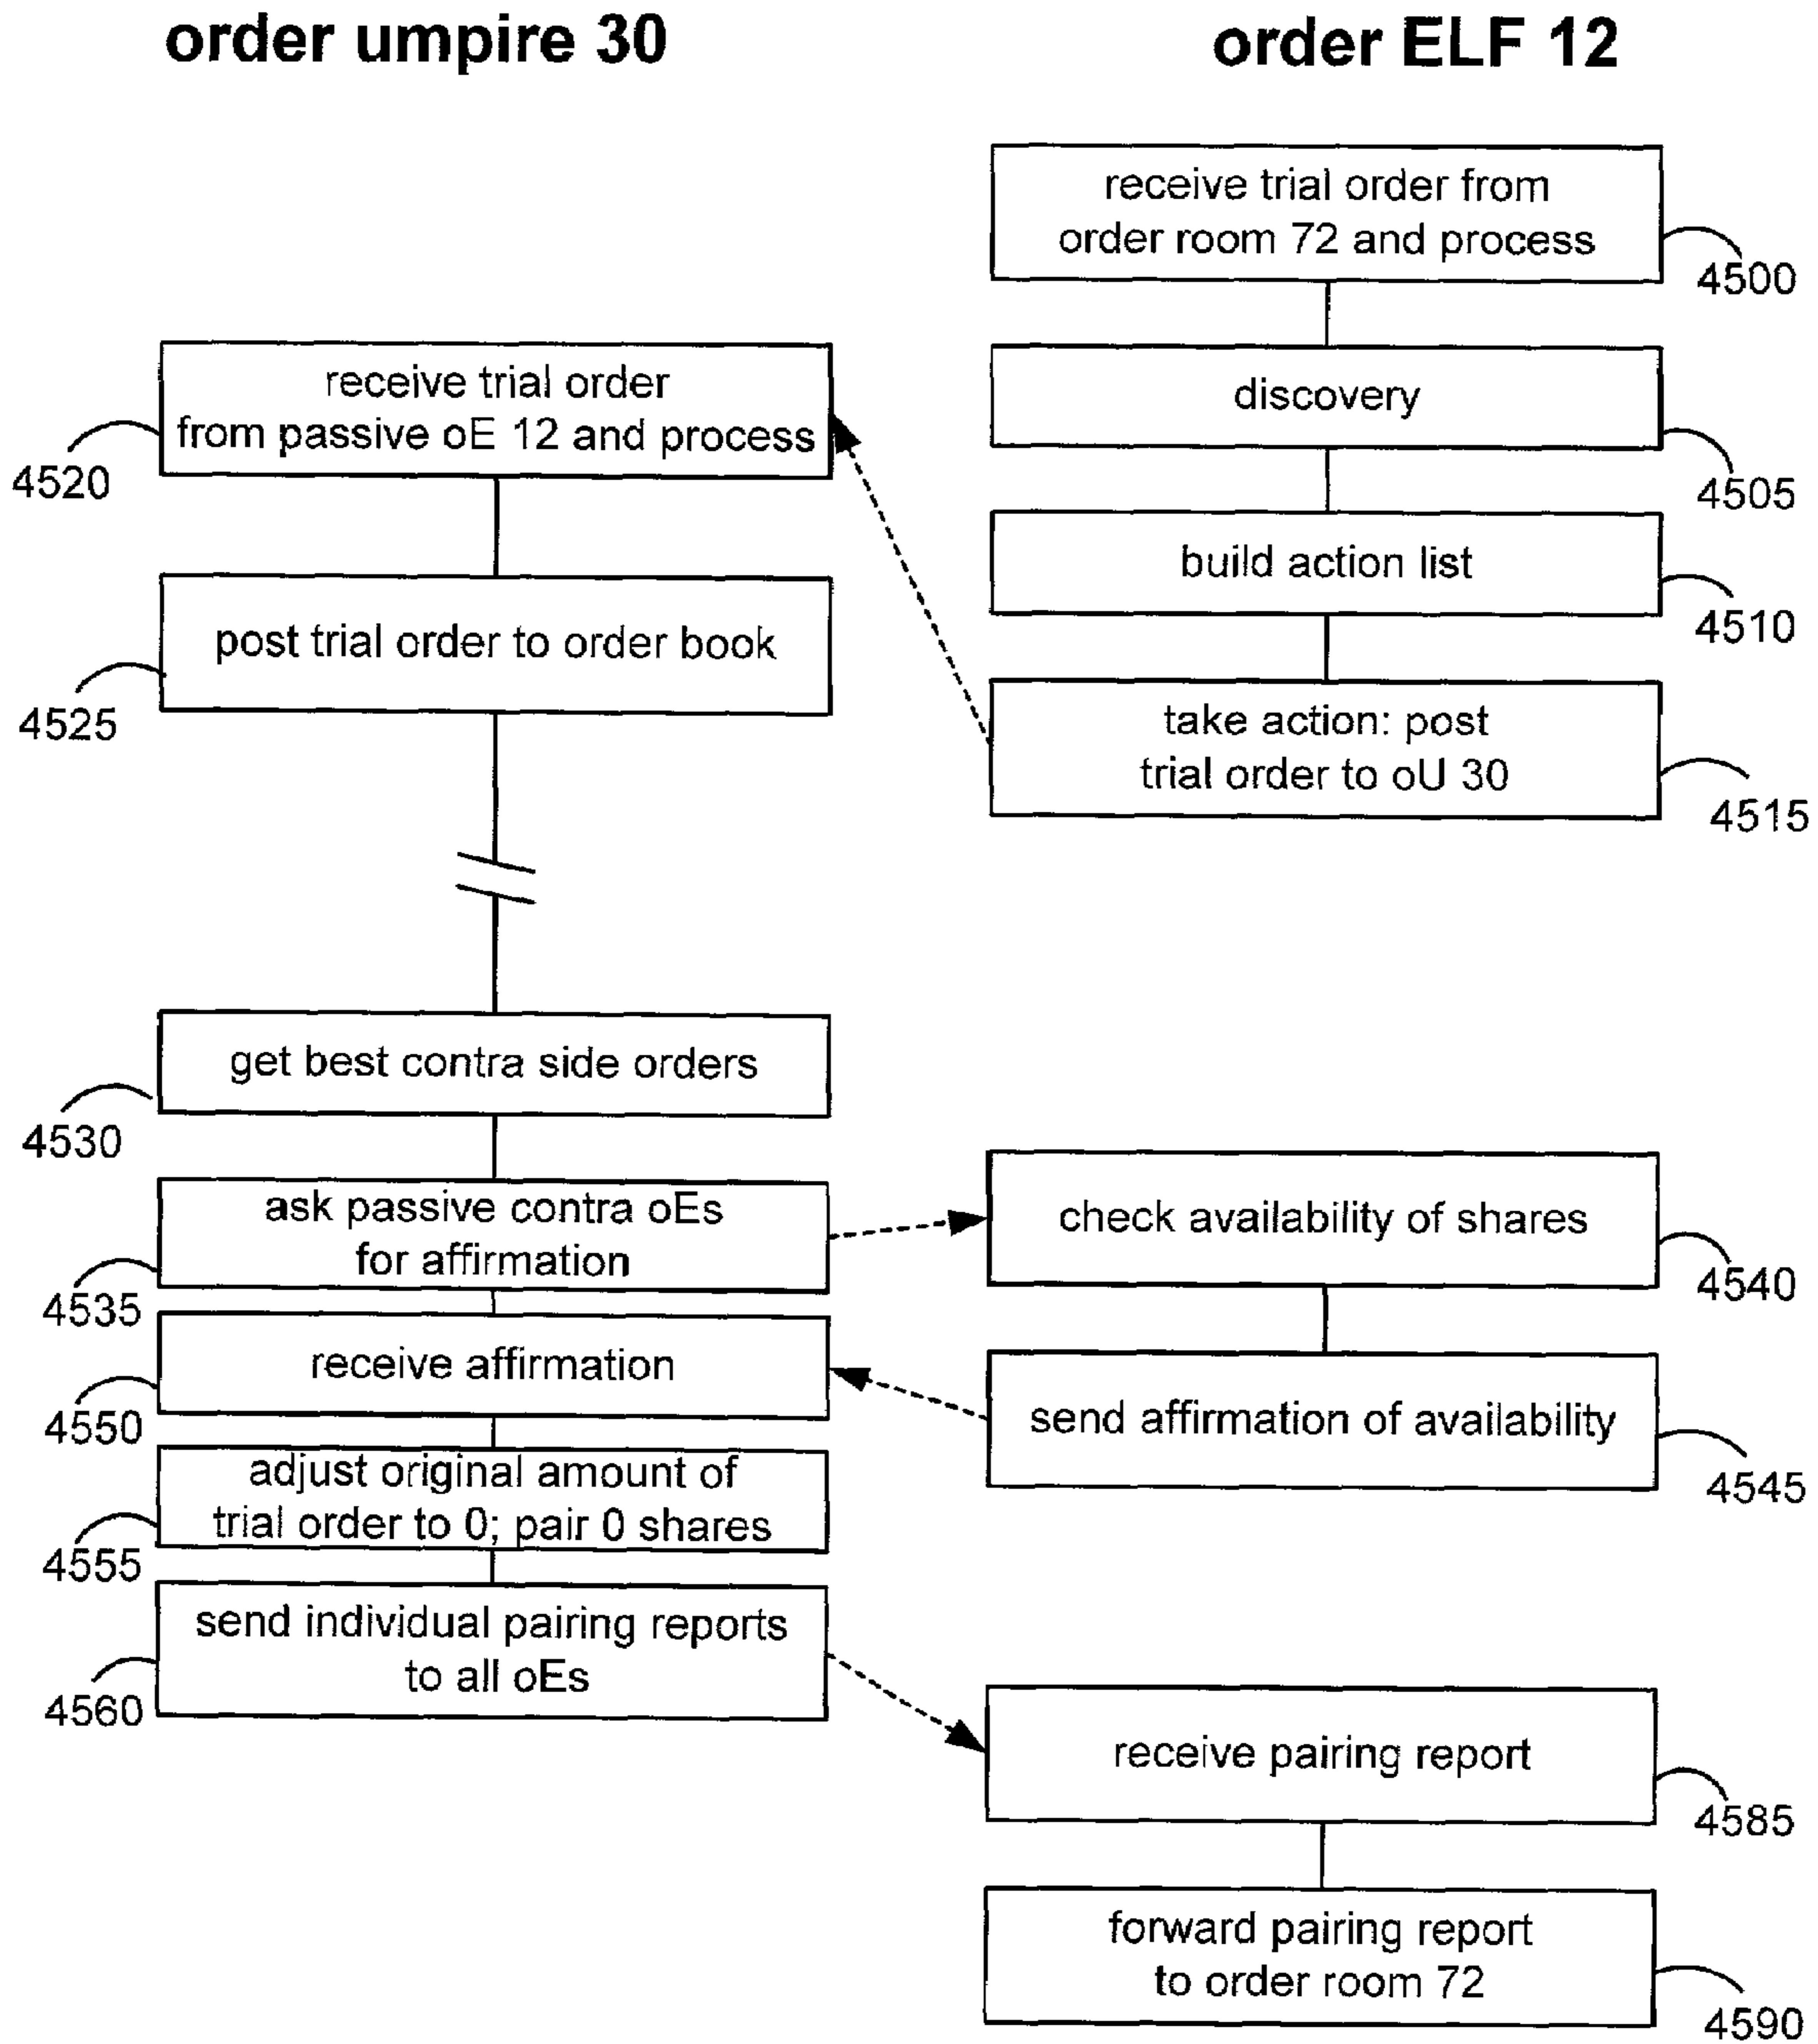 order umpire 30
order ELF 12
receive trial order from
order room 72 and process
4500
discovery
4505
build action list
4510
take action: post
trial order to oU 30
4515
receive trial order
from passive oE 12 and process
4520
post trial order to order book
4525
get best contra side orders
4530
ask passive contra oEs
for affirmation
4535
check availability of shares
4540
send affirmation of availability
4545
receive affirmation
4550
adjust original amount of
trial order to 0; pair 0 shares
4555
send individual pairing reports
to all oEs
4560
receive pairing report
4585
forward pairing report
to order room 72
4590